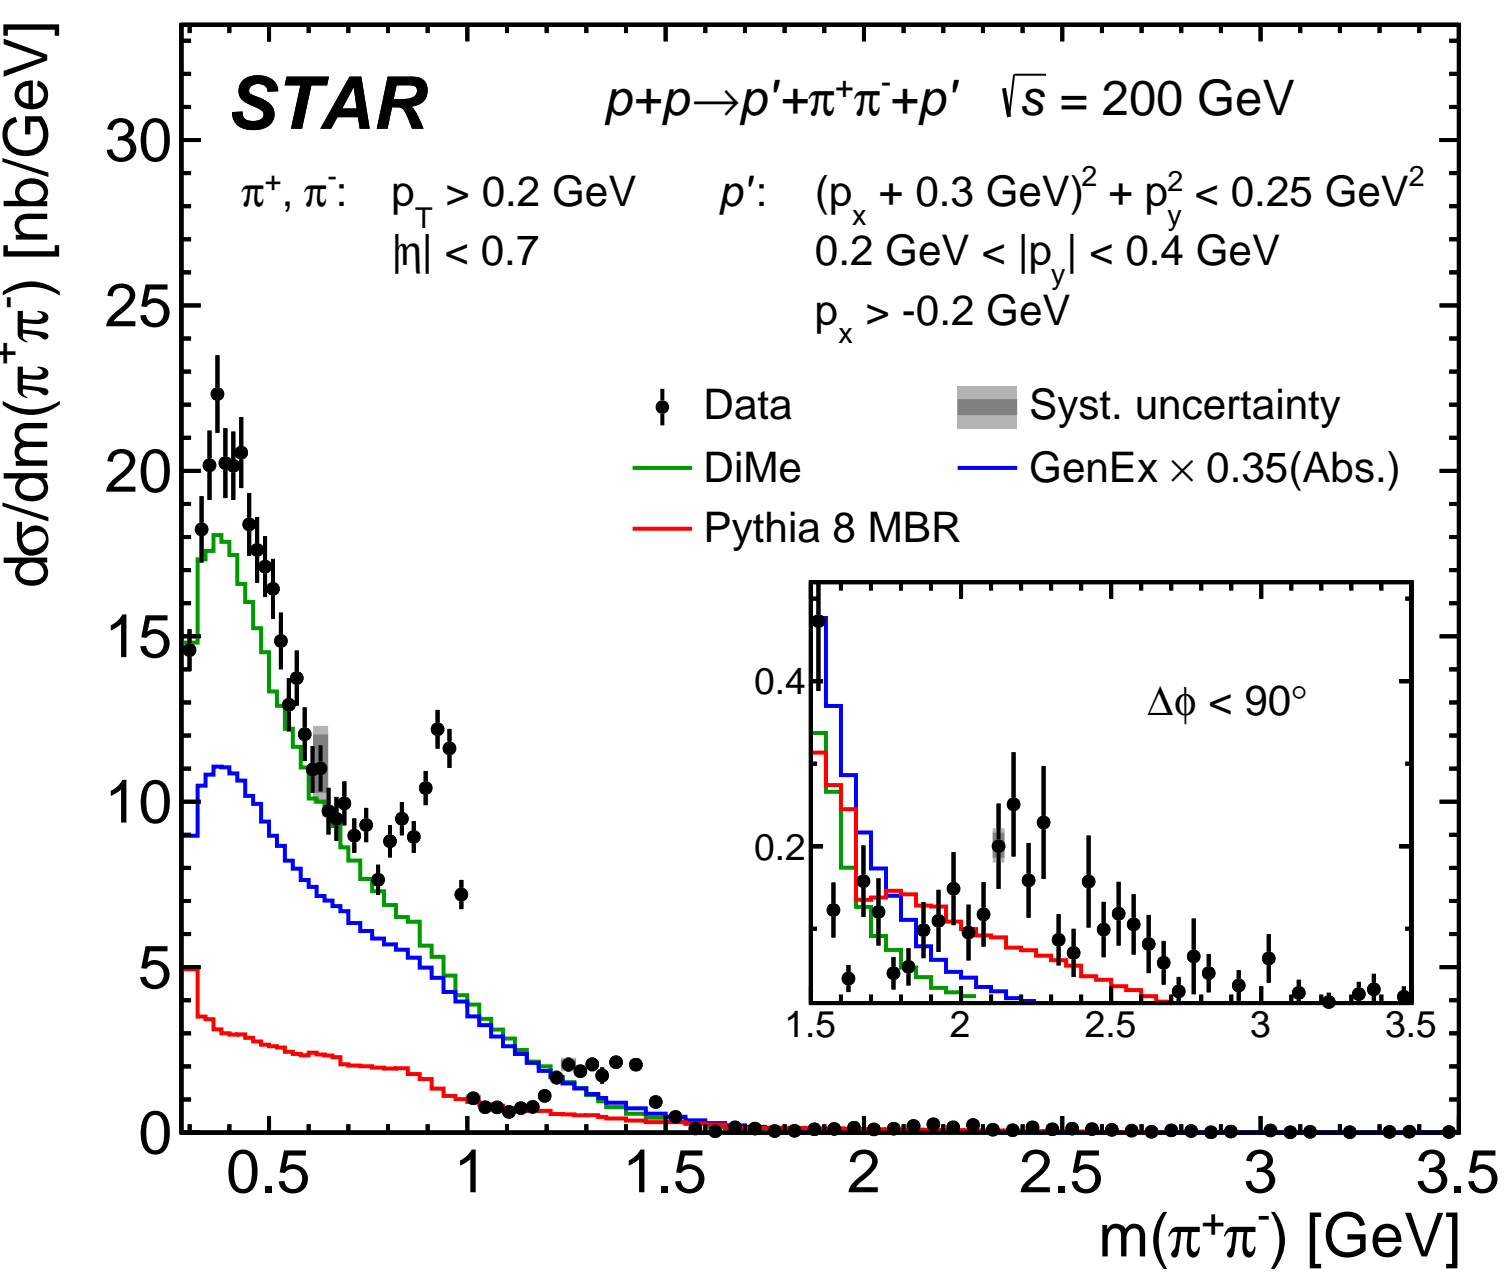 STAR p+p→p′+π⁺π⁻+p′ √s = 200 GeV
π⁺, π⁻: p_T > 0.2 GeV p′: (p_x + 0.3 GeV)² + p_y² < 0.25 GeV²
|η| < 0.7 0.2 GeV < |p_y| < 0.4 GeV
p_x > -0.2 GeV
Data Syst. uncertainty
DiMe GenEx × 0.35(Abs.)
Pythia 8 MBR
dσ/dm(π⁺π⁻) [nb/GeV]
30
25
20
15
10
5
0
Δϕ < 90°
0.4
0.2
1.5 2 2.5 3 3.5
0.5 1 1.5 2 2.5 3 3.5
m(π⁺π⁻) [GeV]